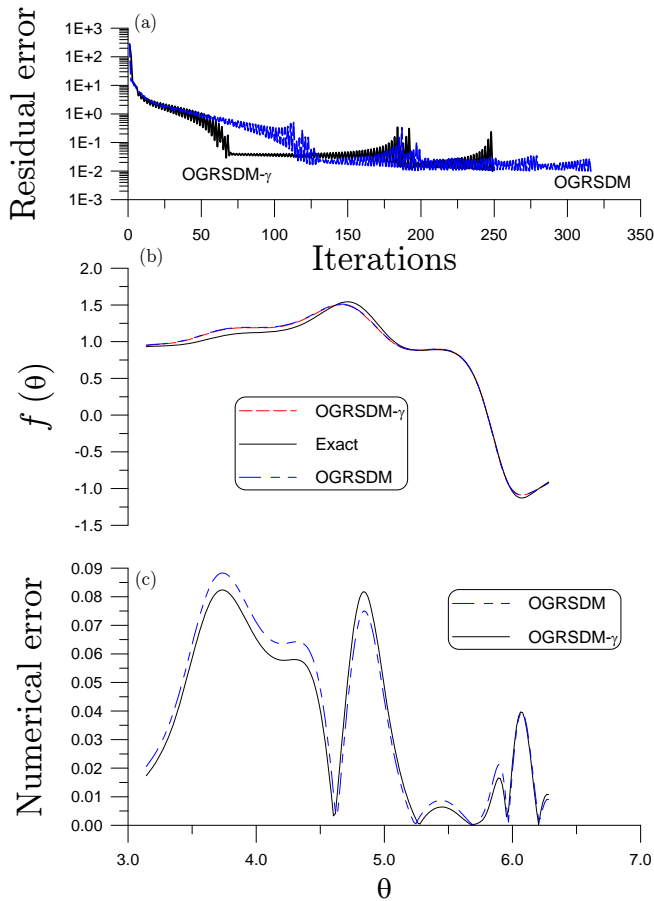 (a)
Residual error
1E+3
1E+2
1E+1
1E+0
1E-1
1E-2
1E-3
OGRSDM-γ
OGRSDM
0
50
100
150
200
250
300
350
Iterations
(b)
f (θ)
2.0
1.5
1.0
0.5
0.0
-0.5
-1.0
-1.5
OGRSDM-γ
Exact
OGRSDM
(c)
Numerical error
0.09
0.08
0.07
0.06
0.05
0.04
0.03
0.02
0.01
0.00
OGRSDM
OGRSDM-γ
3.0
4.0
5.0
6.0
7.0
θ